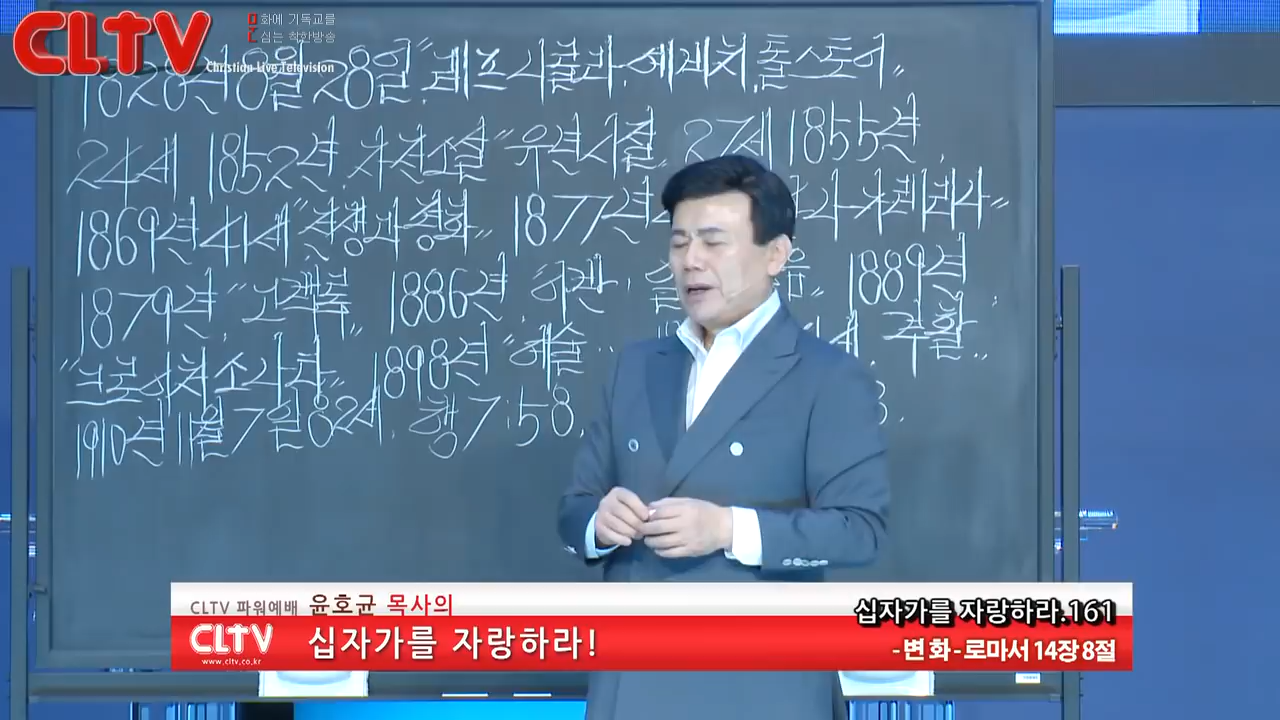 CLTV
문화에 기독교를
심는 착한방송
Christian Live Television
1828년 8월 28일, "레프 니콜라예비치 톨스토이"
24세 1852년, 자전소설 "유년시절, 27세 1855년,
1869년 41세 "전쟁과 평화" 1877년
1879년, "고백록 1886년, "이반, 1889년
1898년 "예술.. 부활..
1910년 11월 7일 82세, 행 7:58,
CLTV 파워예배 윤호균 목사의
CLTV
www.cltv.co.kr
십자가를 자랑하라!
십자가를 자랑하라.161
-변화-로마서 14장 8절